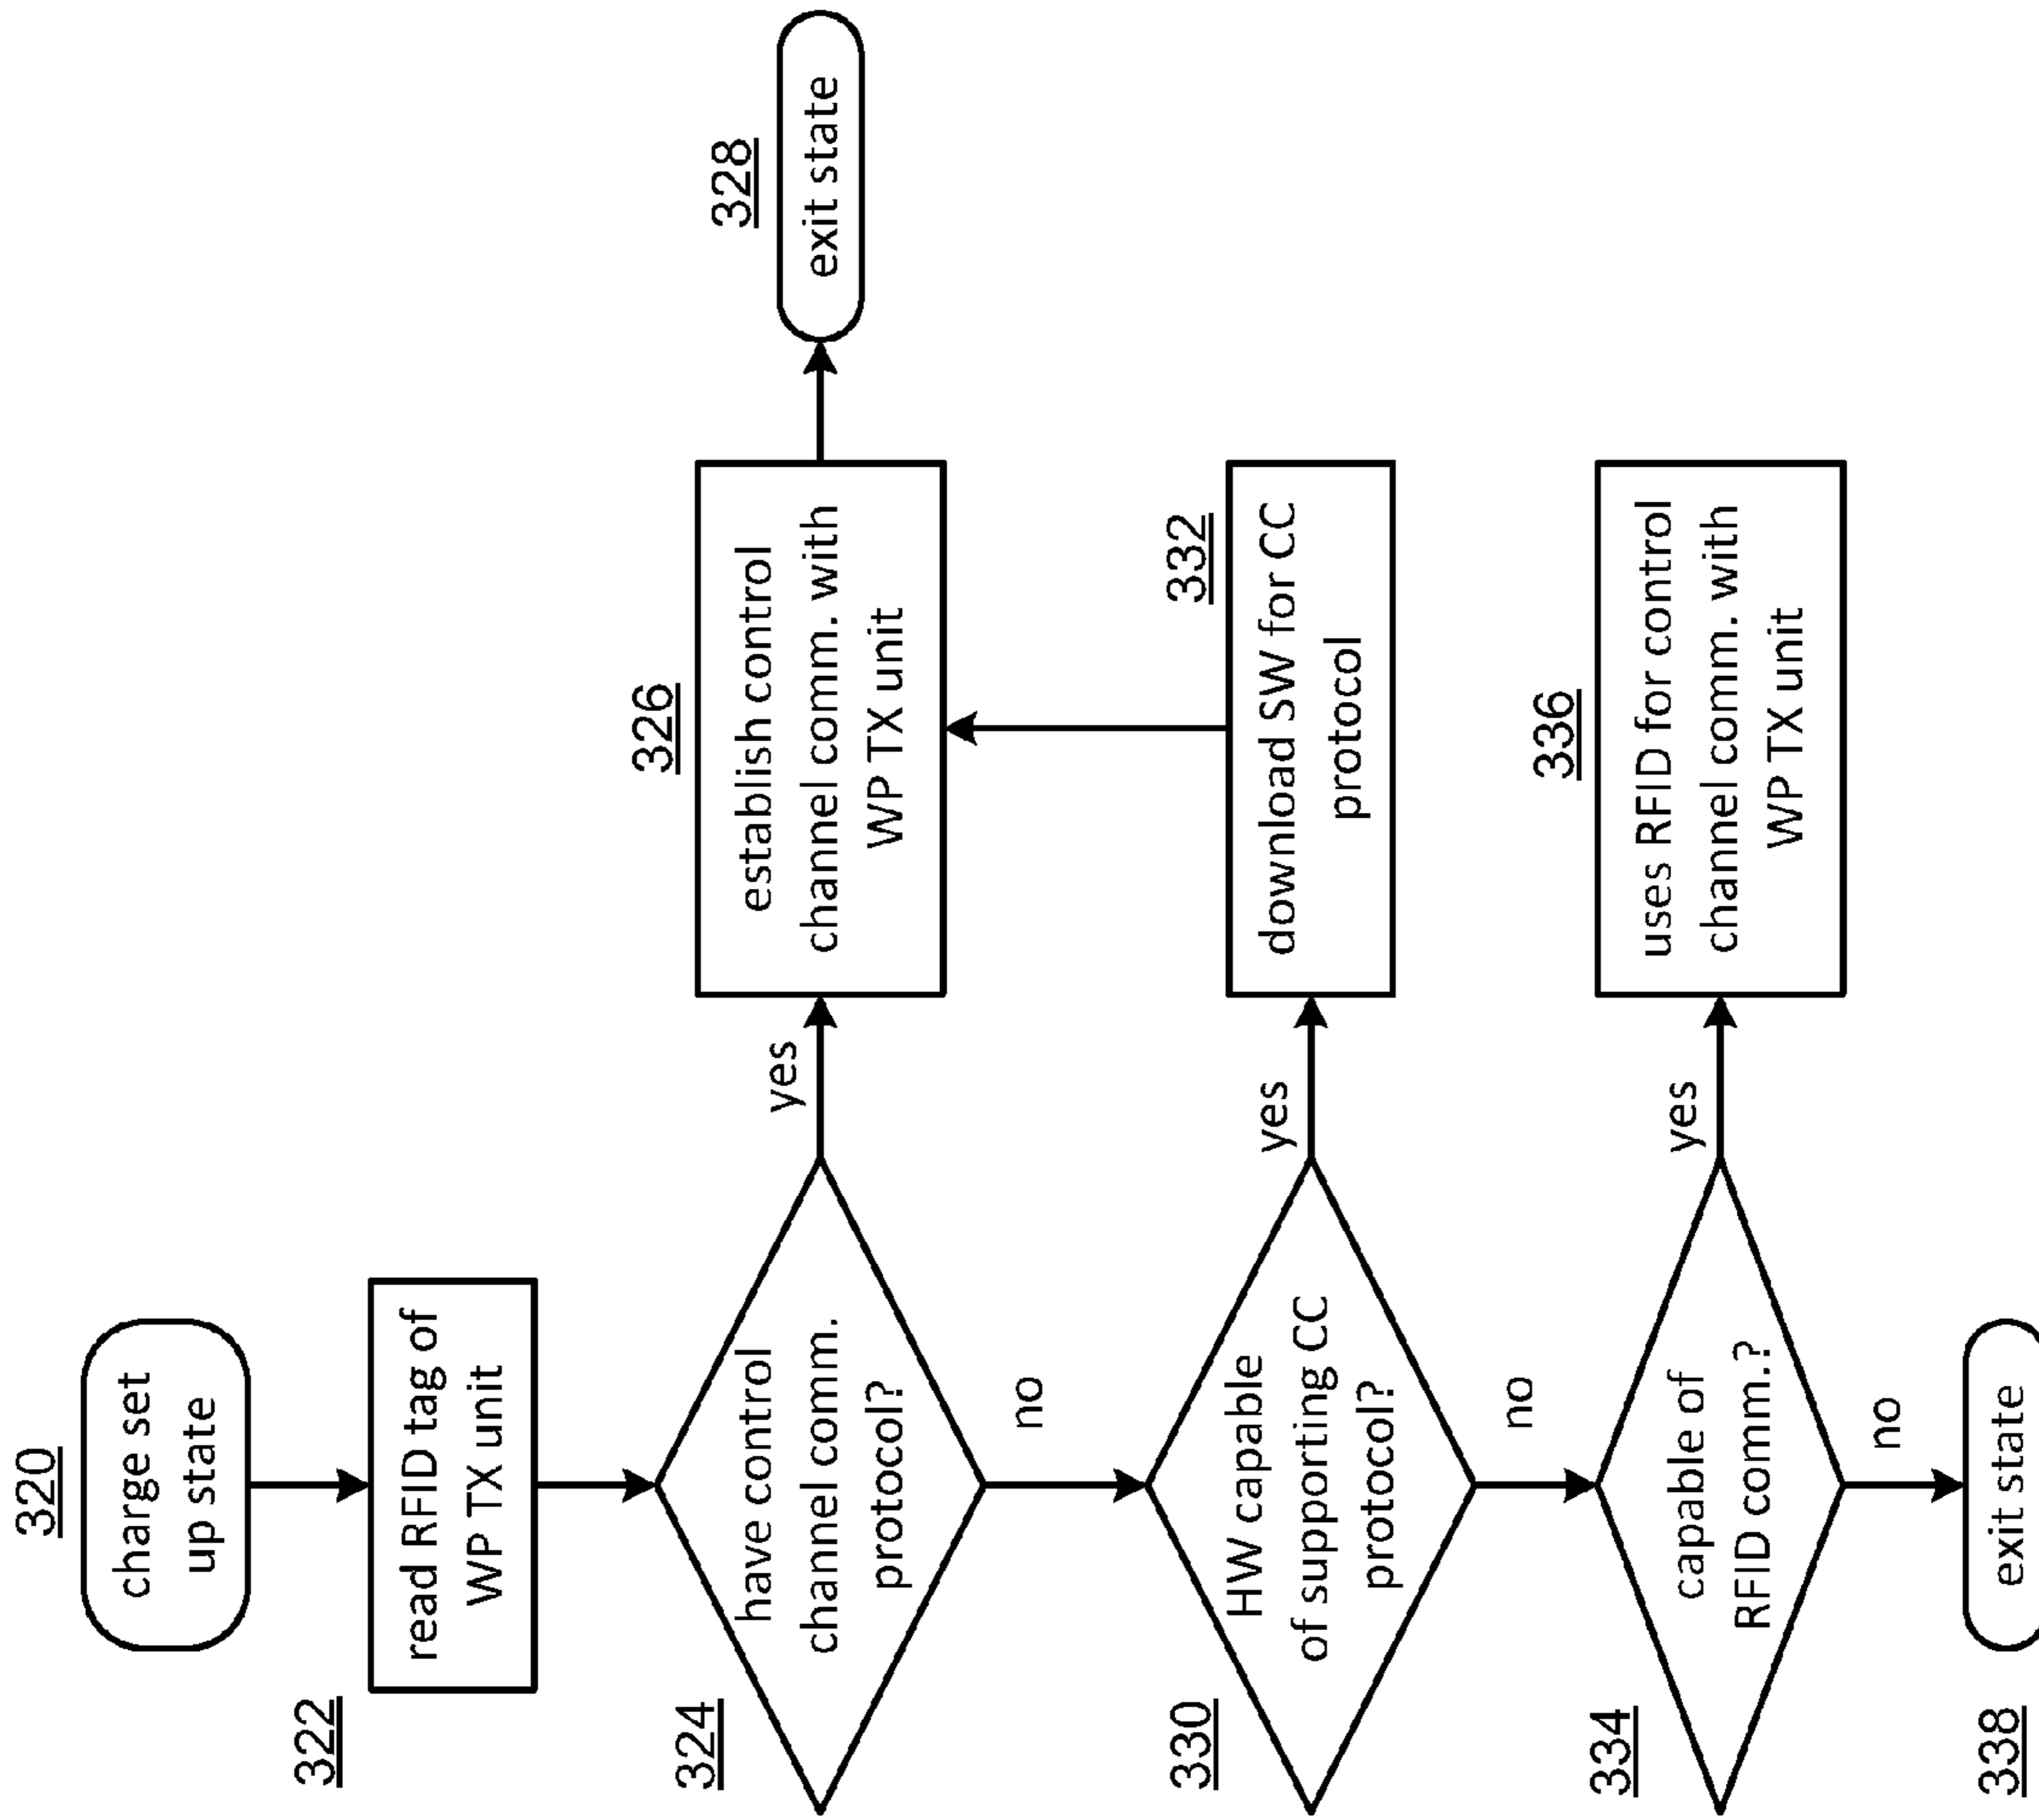 320
charge set
up state
322
read RFID tag of
WP TX unit
324
have control
channel comm.
protocol?
yes
no
326
establish control
channel comm. with
WP TX unit
328
exit state
330
HW capable
of supporting CC
protocol?
yes
no
332
download SW for CC
protocol
334
capable of
RFID comm.?
yes
no
336
uses RFID for control
channel comm. with
WP TX unit
338
exit state